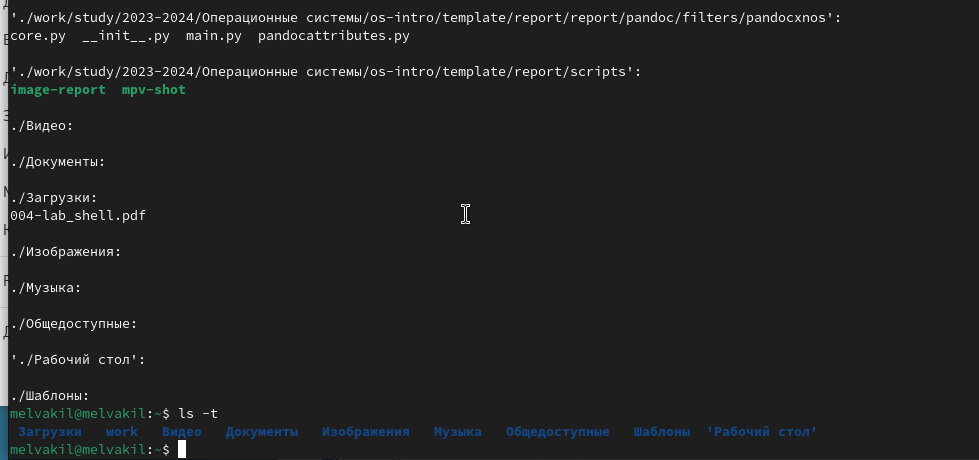 './work/study/2023-2024/Операционные системы/os-intro/template/report/report/pandoc/filters/pandocxnos':
core.py  __init__.py  main.py  pandocattributes.py
'./work/study/2023-2024/Операционные системы/os-intro/template/report/scripts':
image-report  mpv-shot
./Видео:
./Документы:
./Загрузки:
004-lab_shell.pdf
./Изображения:
./Музыка:
./Общедоступные:
'./Рабочий стол':
./Шаблоны:
melvakil@melvakil:~$ ls -t
Загрузки  work  Видео  Документы  Изображения  Музыка  Общедоступные  Шаблоны  'Рабочий стол'
melvakil@melvakil:~$